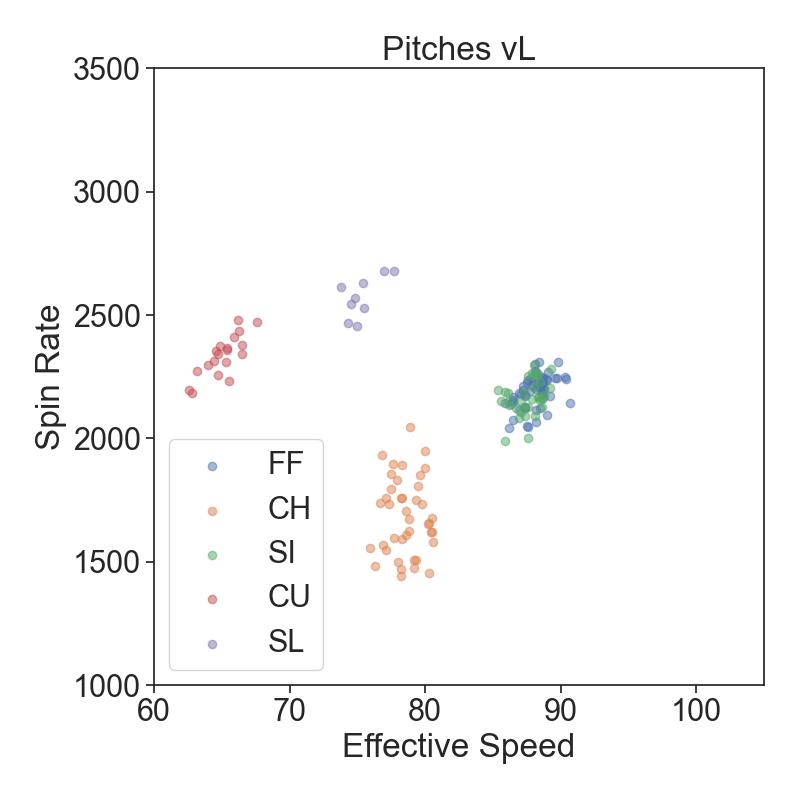 Pitches vL
3500
3000
2500
2000
1500
1000
Spin Rate
FF
CH
SI
CU
SL
60 70 80 90 100
Effective Speed